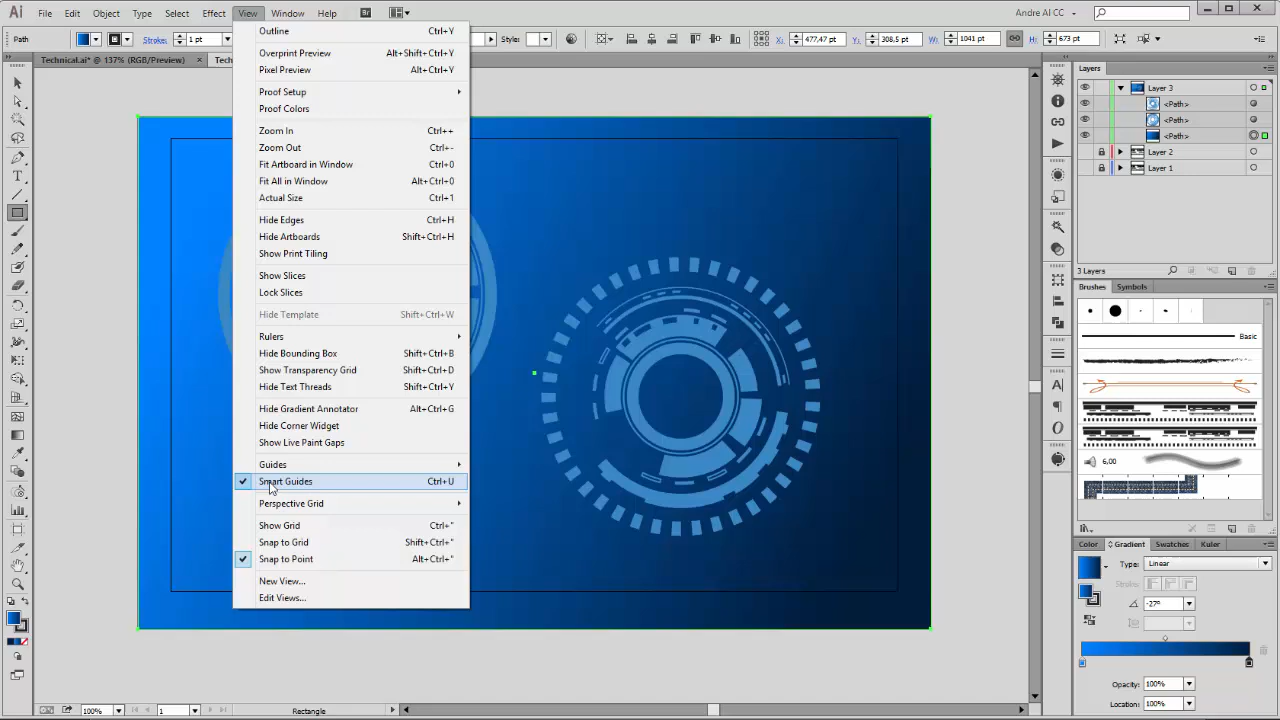 Ai File Edit Object Type Select Effect View Window Help Br Andre AI CC
Path Stroke: 1 pt Style: X: 477,47 pt Y: 308,5 pt W: 1041 pt H: 673 pt
Technical.ai* @ 137% (RGB/Preview) ×
Outline Ctrl+Y
Overprint Preview Alt+Shift+Ctrl+Y
Pixel Preview Alt+Ctrl+Y
Proof Setup
Proof Colors
Zoom In Ctrl++
Zoom Out Ctrl+-
Fit Artboard in Window Ctrl+0
Fit All in Window Alt+Ctrl+0
Actual Size Ctrl+1
Hide Edges Ctrl+H
Hide Artboards Shift+Ctrl+H
Show Print Tiling
Show Slices
Lock Slices
Hide Template Shift+Ctrl+W
Rulers
Hide Bounding Box Shift+Ctrl+B
Show Transparency Grid Shift+Ctrl+D
Hide Text Threads Shift+Ctrl+Y
Hide Gradient Annotator Alt+Ctrl+G
Hide Corner Widget
Show Live Paint Gaps
Guides
Smart Guides Ctrl+U
Perspective Grid
Show Grid Ctrl+"
Snap to Grid Shift+Ctrl+"
Snap to Point Alt+Ctrl+"
New View...
Edit Views...
Layers
Layer 3
<Path>
<Path>
<Path>
Layer 2
Layer 1
3 Layers
Brushes Symbols
Basic
6,00
Color Gradient Swatches Kuler
Type: Linear
Stroke:
-27°
Opacity: 100%
Location: 100%
100% 1 Rectangle